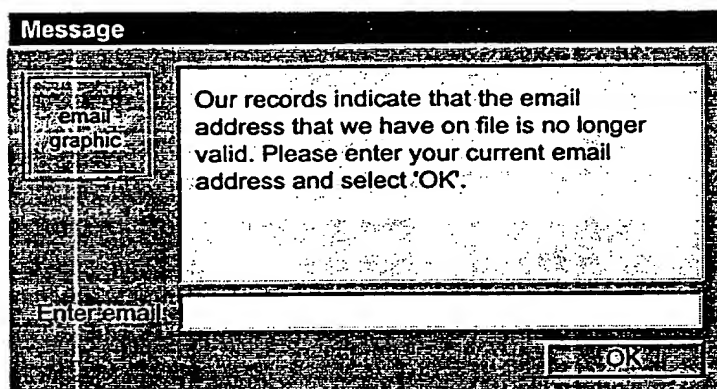 Message
email
graphic
Our records indicate that the email
address that we have on file is no longer
valid. Please enter your current email
address and select 'OK'.
Enter email
OK